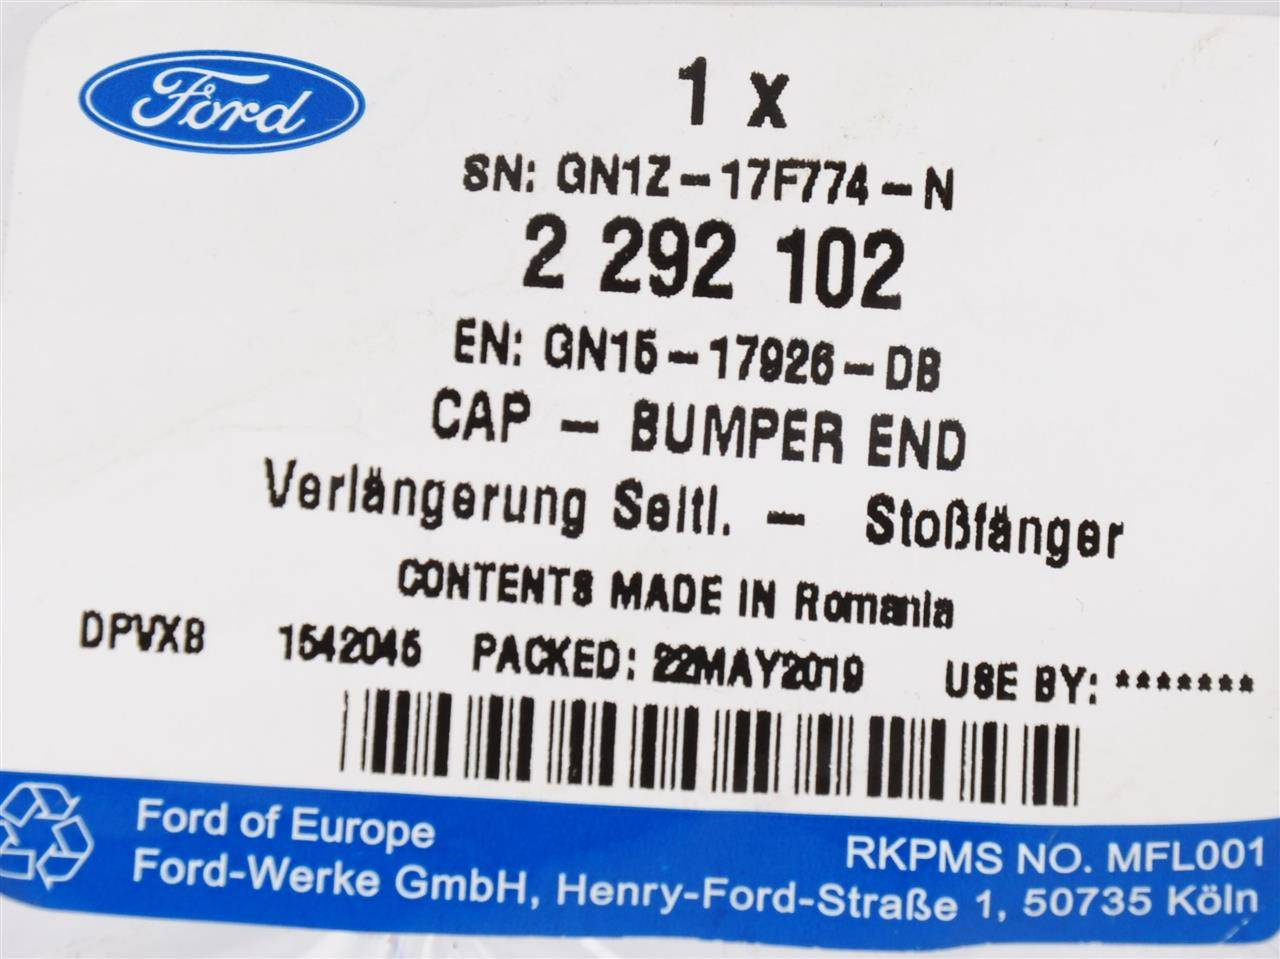 Ford
1 x
SN: GN1Z-17F774-N
2 292 102
EN: GN15-17926-DB
CAP - BUMPER END
Verlängerung Seitl. - Stoßfänger
CONTENTS MADE IN Romania
DPVXB 1542045 PACKED: 22MAY2019 USE BY: *******
Ford of Europe
RKPMS NO. MFL001
Ford-Werke GmbH, Henry-Ford-Straße 1, 50735 Köln